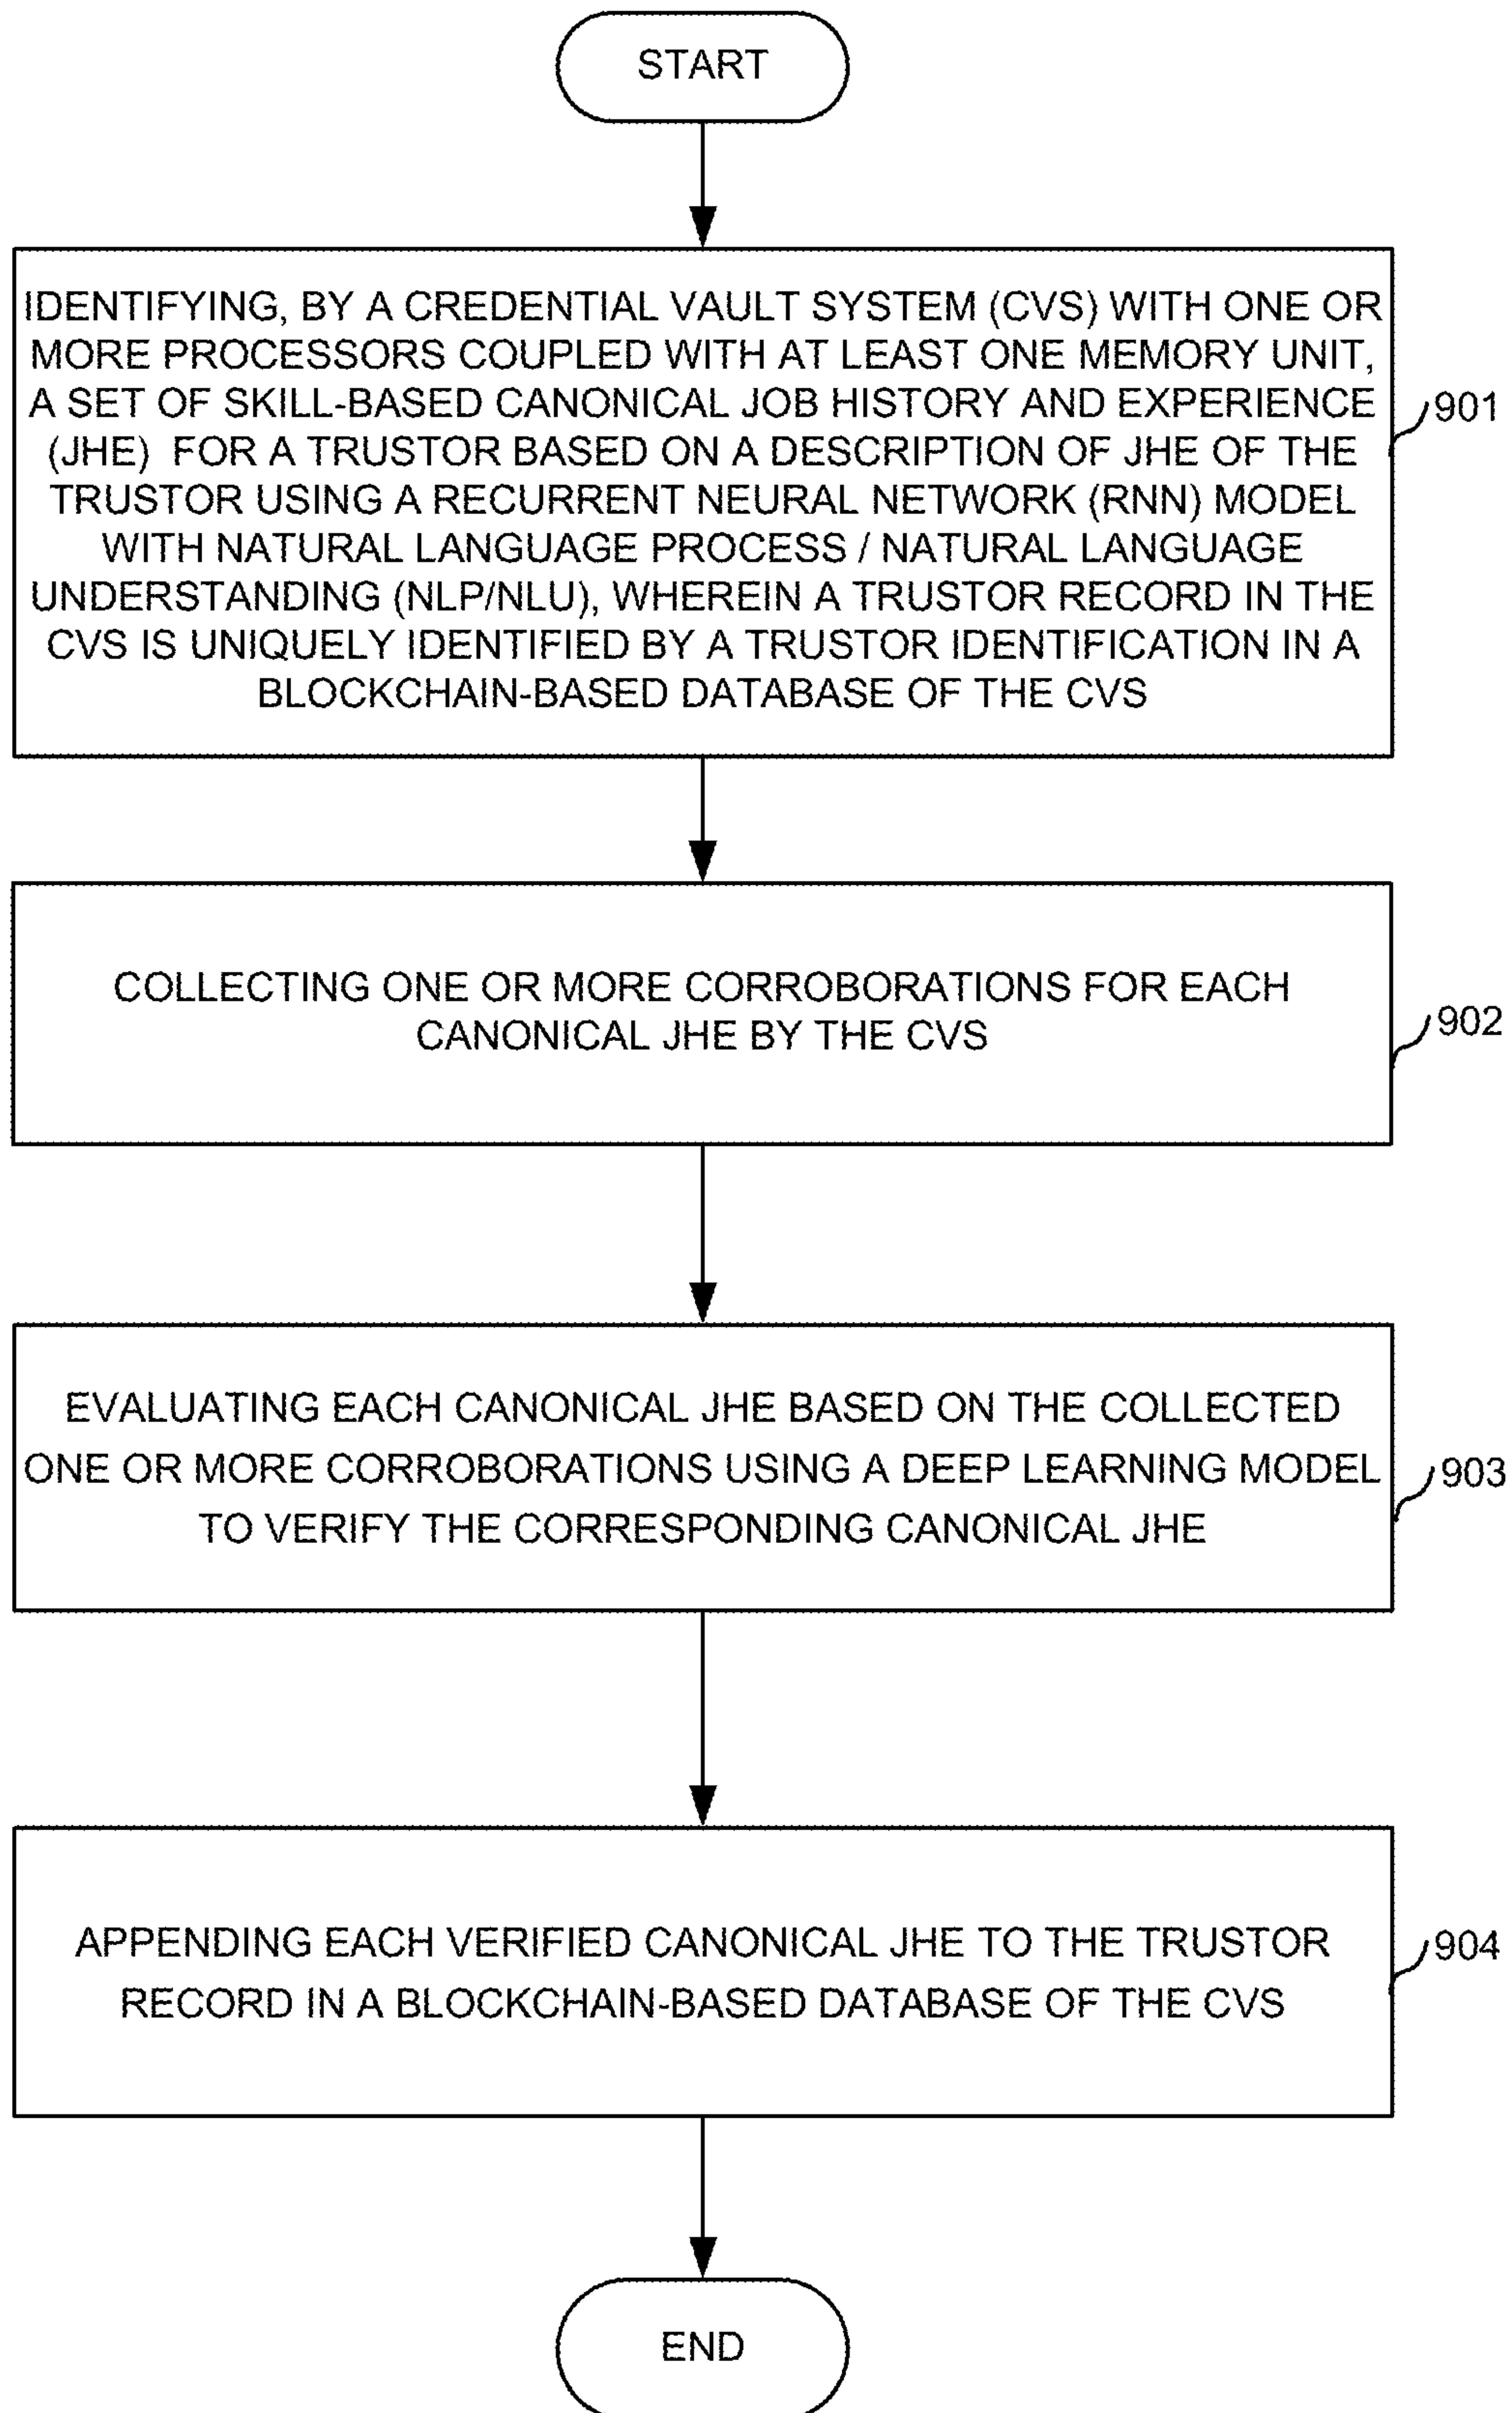 START
IDENTIFYING, BY A CREDENTIAL VAULT SYSTEM (CVS) WITH ONE OR
MORE PROCESSORS COUPLED WITH AT LEAST ONE MEMORY UNIT,
A SET OF SKILL-BASED CANONICAL JOB HISTORY AND EXPERIENCE
(JHE) FOR A TRUSTOR BASED ON A DESCRIPTION OF JHE OF THE
TRUSTOR USING A RECURRENT NEURAL NETWORK (RNN) MODEL
WITH NATURAL LANGUAGE PROCESS / NATURAL LANGUAGE
UNDERSTANDING (NLP/NLU), WHEREIN A TRUSTOR RECORD IN THE
CVS IS UNIQUELY IDENTIFIED BY A TRUSTOR IDENTIFICATION IN A
BLOCKCHAIN-BASED DATABASE OF THE CVS
901
COLLECTING ONE OR MORE CORROBORATIONS FOR EACH
CANONICAL JHE BY THE CVS
902
EVALUATING EACH CANONICAL JHE BASED ON THE COLLECTED
ONE OR MORE CORROBORATIONS USING A DEEP LEARNING MODEL
TO VERIFY THE CORRESPONDING CANONICAL JHE
903
APPENDING EACH VERIFIED CANONICAL JHE TO THE TRUSTOR
RECORD IN A BLOCKCHAIN-BASED DATABASE OF THE CVS
904
END